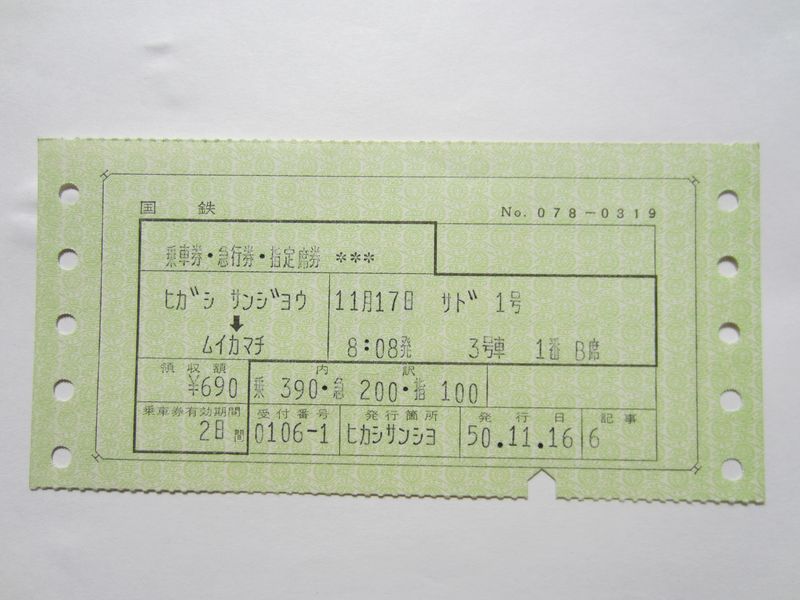 国鉄
No. 078-0319
乗車券・急行券・指定席券 ***
ヒガシ サンジヨウ 11月17日 サド 1号
⬇
ムイカマチ 8:08発 3号車 1番 B席
領収額 内訳
¥690 乗 390・急 200・指 100
乗車券有効期間 受付番号 発行箇所 発行日 記事
2日間 0106-1 ヒカシサンシヨ 50.11.16 6